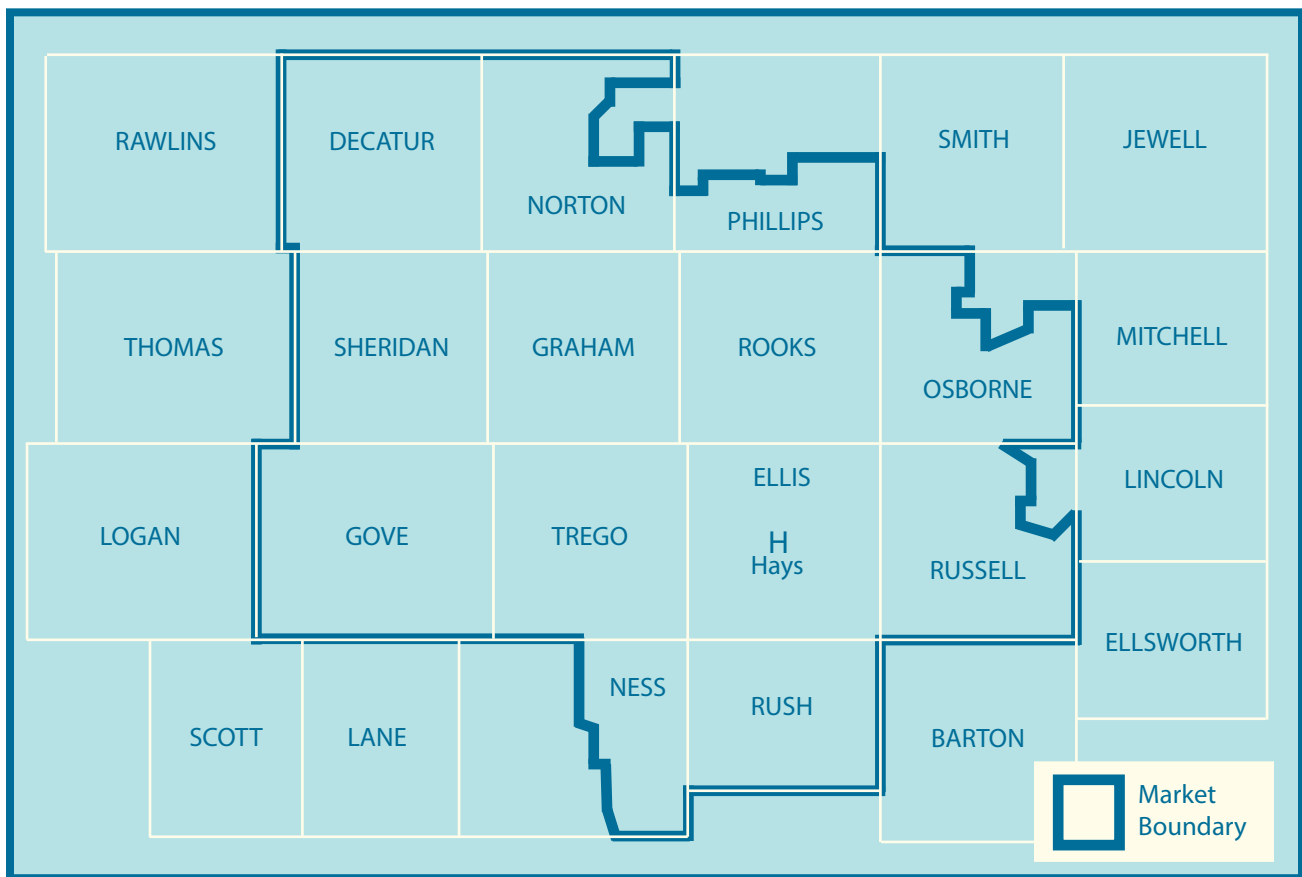 RAWLINS
DECATUR
NORTON
PHILLIPS
SMITH
JEWELL
THOMAS
SHERIDAN
GRAHAM
ROOKS
OSBORNE
MITCHELL
LOGAN
GOVE
TREGO
ELLIS
H
Hays
RUSSELL
LINCOLN
ELLSWORTH
SCOTT
LANE
NESS
RUSH
BARTON
Market
Boundary